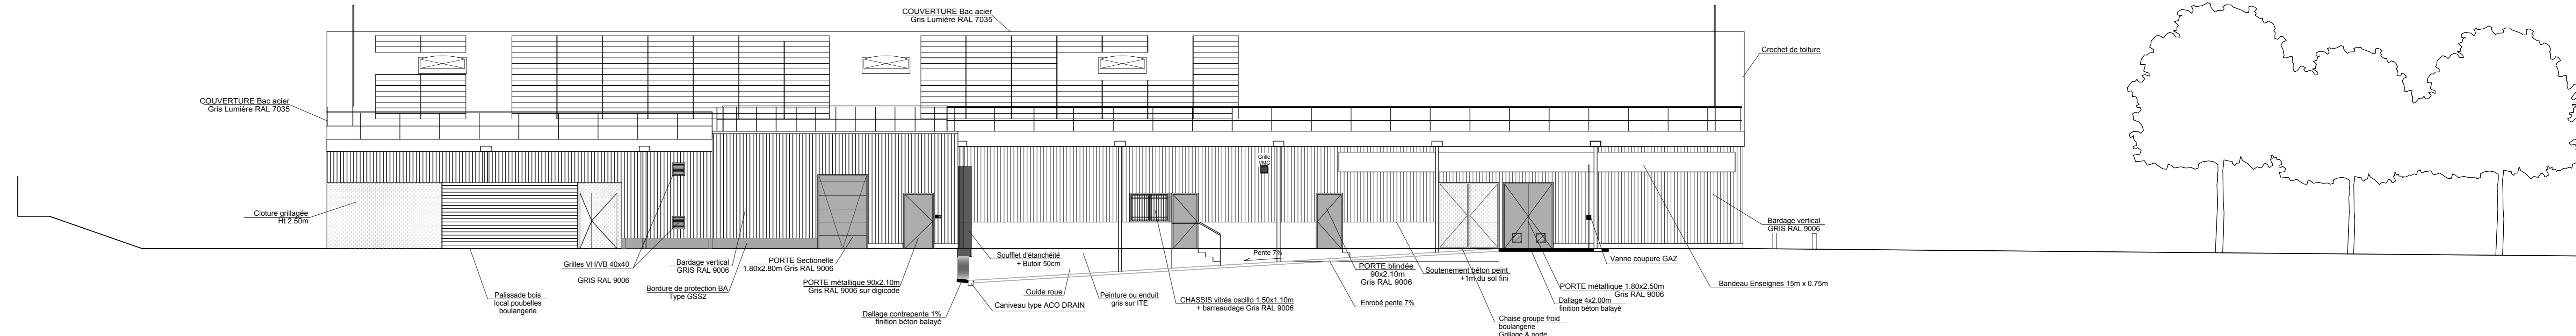 COUVERTURE Bac acier
Gris Lumière RAL 7035
Crochet de toiture
COUVERTURE Bac acier
Gris Lumière RAL 7035
Grille
VMC
Cloture grillagée
Ht 2.50m
Bardage vertical
GRIS RAL 9006
Grilles VH/VB 40x40
GRIS RAL 9006
Bardage vertical
GRIS RAL 9006
PORTE Sectionelle
1.80x2.80m Gris RAL 9006
Soufflet d'étanchéité
+ Butoir 50cm
Pente 7%
PORTE blindée
90x2.10m
Gris RAL 9006
Soutenement béton peint
+1m du sol fini
Vanne coupure GAZ
Palissade bois
local poubelles
boulangerie
Bordure de protection BA
Type GSS2
PORTE métallique 90x2.10m
Gris RAL 9006 sur digicode
Guide roue
Peinture ou enduit
gris sur ITE
CHASSIS vitrés oscillo 1.50x1.10m
+ barreaudage Gris RAL 9006
Enrobé pente 7%
PORTE métallique 1.80x2.50m
Gris RAL 9006
Bandeau Enseignes 15m x 0.75m
Dallage contrepente 1%
finition béton balayé
Caniveau type ACO DRAIN
Dallage 4x2.00m
finition béton balayé
Chaise groupe froid
boulangerie
Grillage & porte